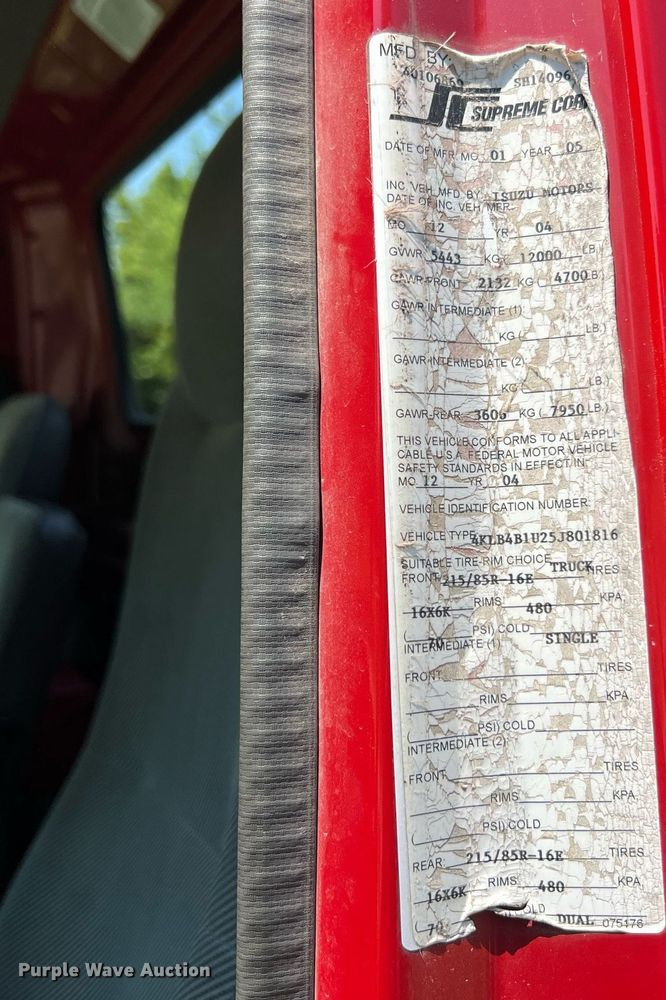 MFD. BY
SH14096
SUPREME COR
DATE OF MFR. MO. 01 YEAR 05
INC. VEH. MFD. BY ISUZU MOTORS
DATE OF INC. VEH. MFR.
MO. 12 YR. 04
GVWR 5443 KG ( 12000 LB.)
GAWR-FRONT 2132 KG ( 4700 LB.)
GAWR-INTERMEDIATE (1)
KG ( LB.)
GAWR-INTERMEDIATE (2)
KG ( LB.)
GAWR-REAR 3606 KG ( 7950 LB.)
THIS VEHICLE CONFORMS TO ALL APPLI-
CABLE U.S.A. FEDERAL MOTOR VEHICLE
SAFETY STANDARDS IN EFFECT IN
MO. 12 YR. 04
VEHICLE IDENTIFICATION NUMBER
4KLB4B1U25J801816
VEHICLE TYPE
TRUCK
SUITABLE TIRE-RIM CHOICE
FRONT 215/85R-16E TIRES
16X6K RIMS 480 KPA
( 70 PSI) COLD SINGLE
INTERMEDIATE (1)
FRONT TIRES
RIMS KPA
( PSI) COLD
INTERMEDIATE (2)
FRONT TIRES
RIMS KPA
( PSI) COLD
REAR 215/85R-16E TIRES
16X6K RIMS 480 KPA
70 OLD DUAL 075176
Purple Wave Auction